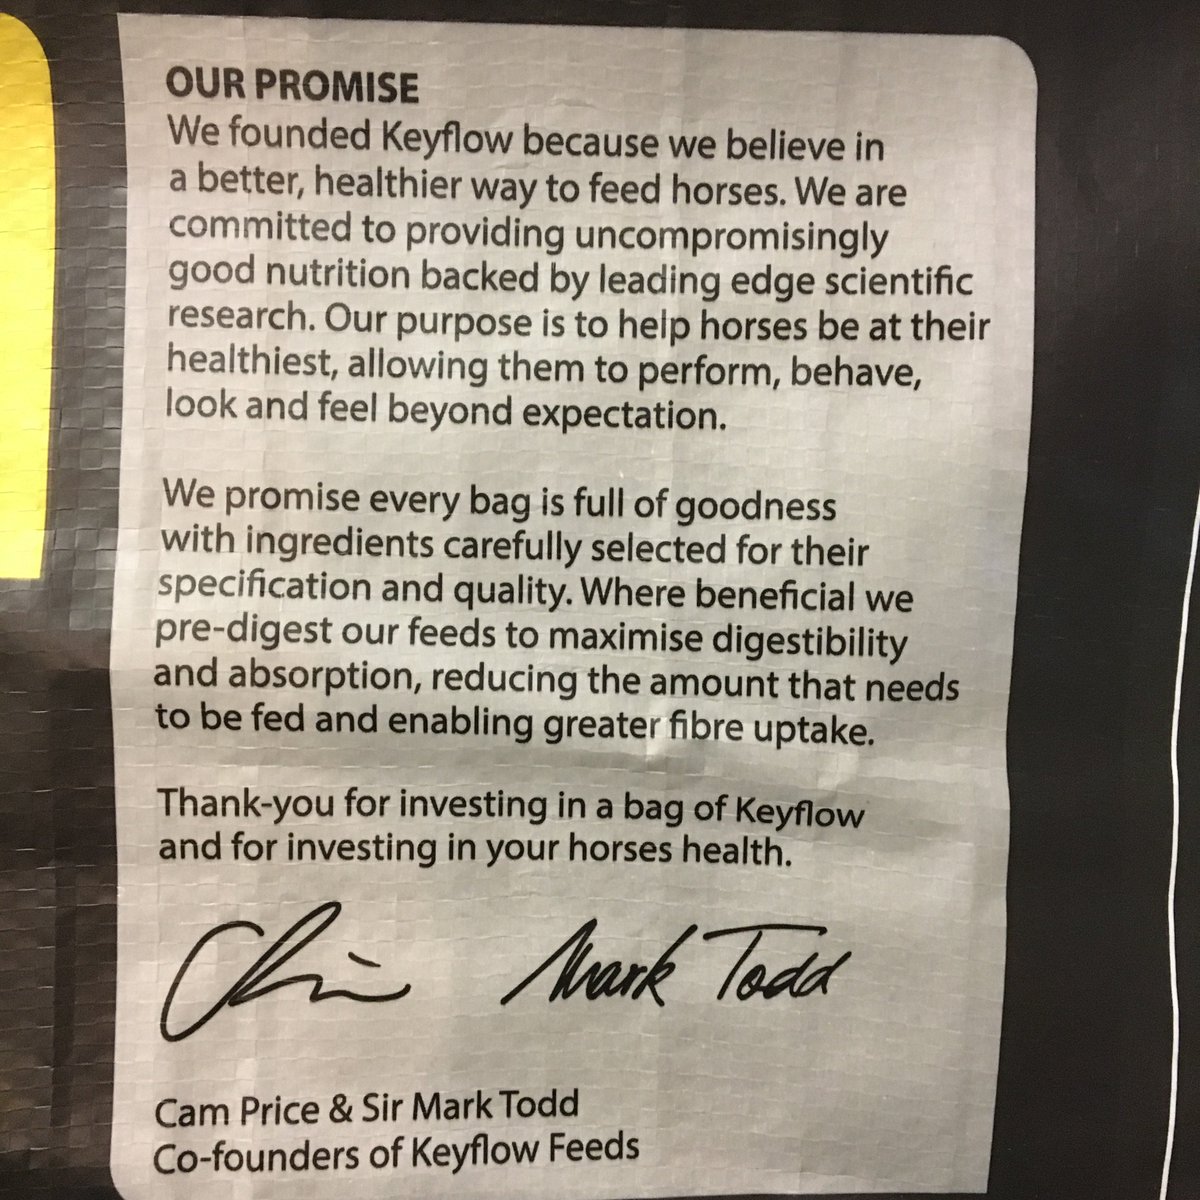 OUR PROMISE
We founded Keyflow because we believe in
a better, healthier way to feed horses. We are
committed to providing uncompromisingly
good nutrition backed by leading edge scientific
research. Our purpose is to help horses be at their
healthiest, allowing them to perform, behave,
look and feel beyond expectation.
We promise every bag is full of goodness
with ingredients carefully selected for their
specification and quality. Where beneficial we
pre-digest our feeds to maximise digestibility
and absorption, reducing the amount that needs
to be fed and enabling greater fibre uptake.
Thank-you for investing in a bag of Keyflow
and for investing in your horses health.
Mark Todd
Cam Price & Sir Mark Todd
Co-founders of Keyflow Feeds